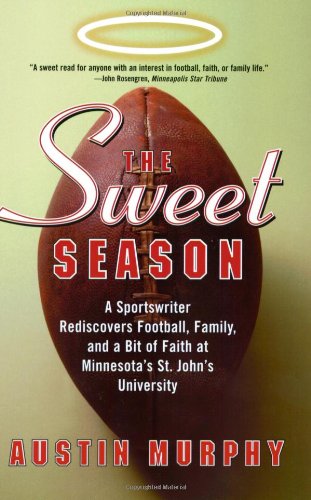 "A sweet read for anyone with an interest in football, faith, or family life."
—John Rosengren, Minneapolis Star Tribune
THE
Sweet
SEASON
A Sportswriter
Rediscovers Football, Family,
and a Bit of Faith at
Minnesota's St. John's
University
AUSTIN MURPHY